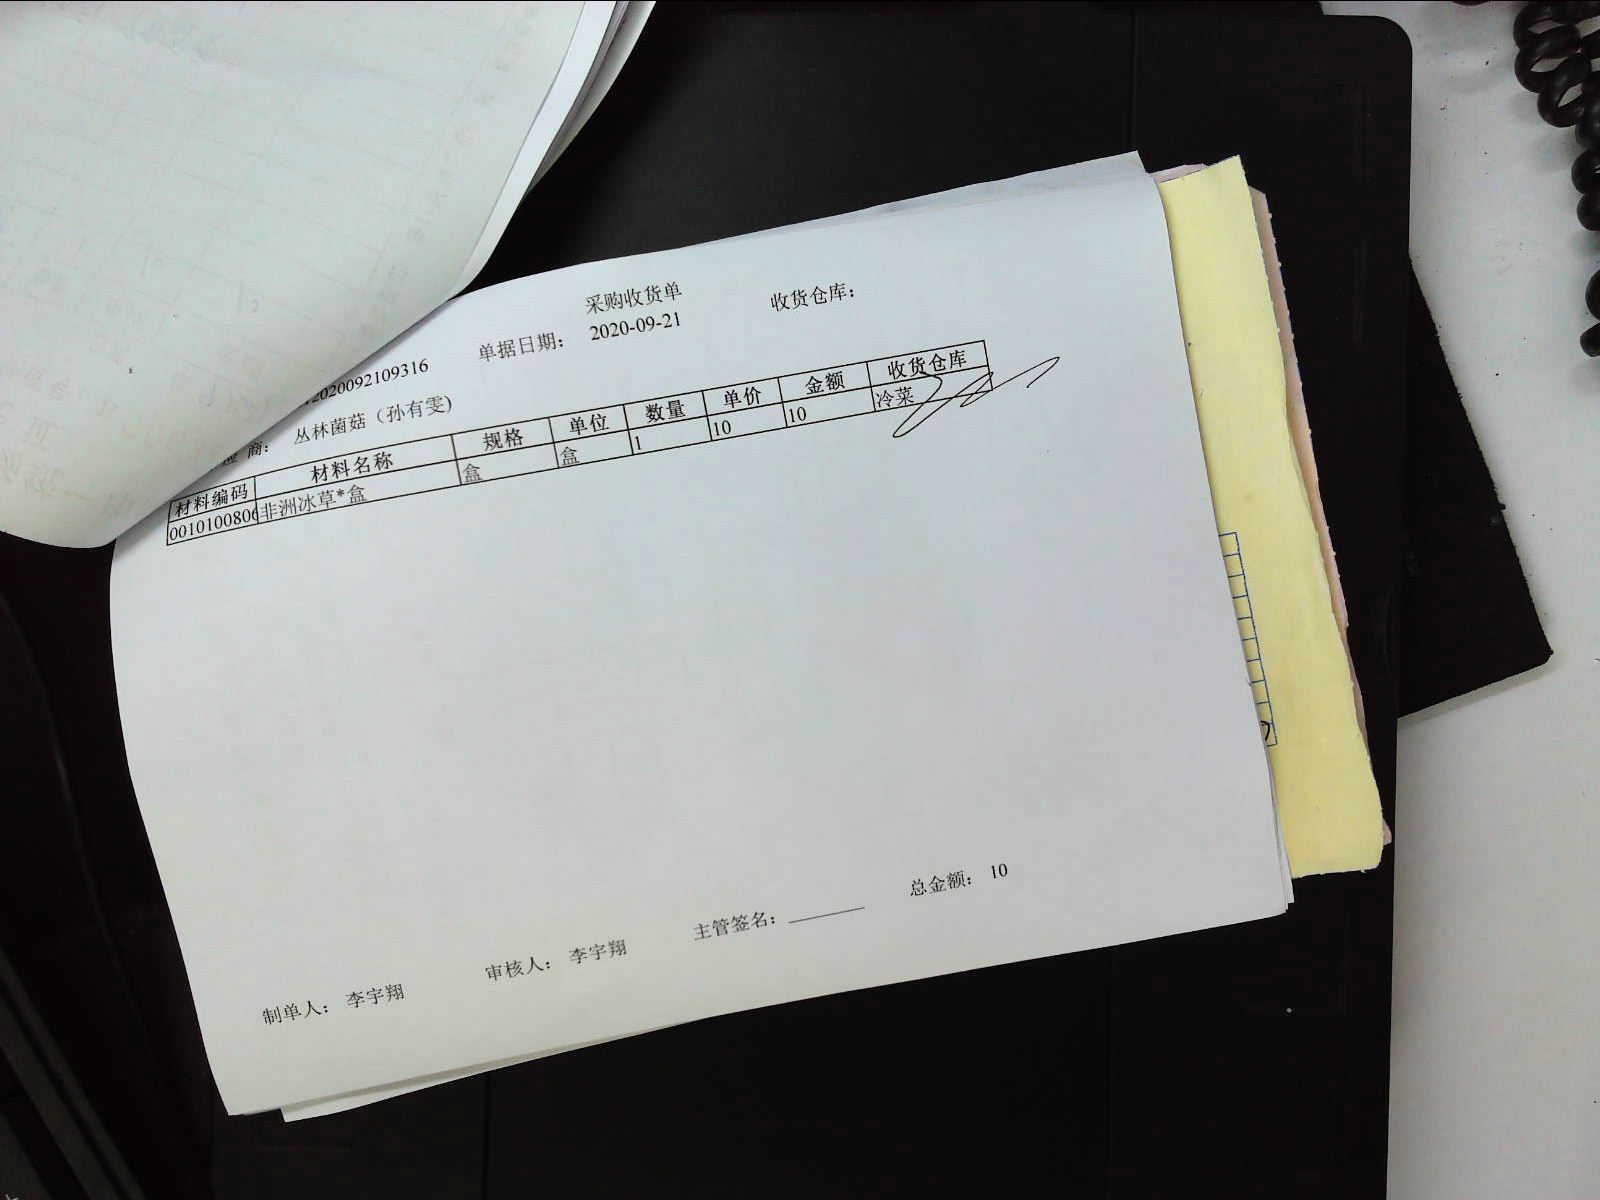 采购收货单
2020092109316 单据日期: 2020-09-21 收货仓库:
商: 丛林菌菇（孙有雯)
材料编码 材料名称 规格 单位 数量 单价 金额 收货仓库
0010100806 非洲冰草*盒 盒 盒 1 10 10 冷菜
制单人: 李宇翔 审核人: 李宇翔 主管签名: 总金额: 10